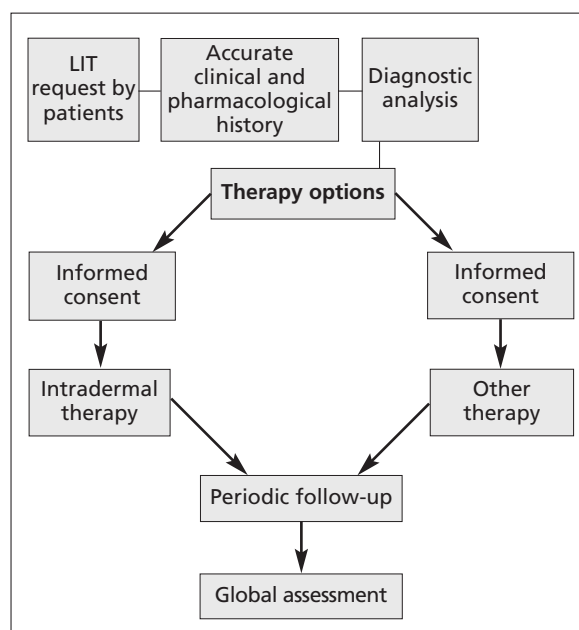 LIT
request by
patients
Accurate
clinical and
pharmacological
history
Diagnostic
analysis
Therapy options
Informed
consent
Informed
consent
Intradermal
therapy
Other
therapy
Periodic follow-up
Global assessment